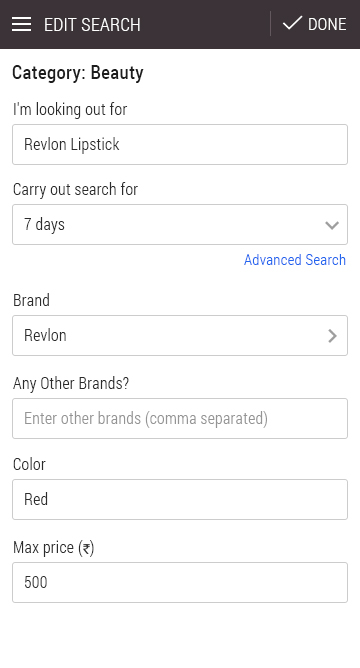 EDIT SEARCH
DONE
Category: Beauty
I'm looking out for
Revlon Lipstick
Carry out search for
7 days
Advanced Search
Brand
Revlon
Any Other Brands?
Enter other brands (comma separated)
Color
Red
Max price (₹)
500